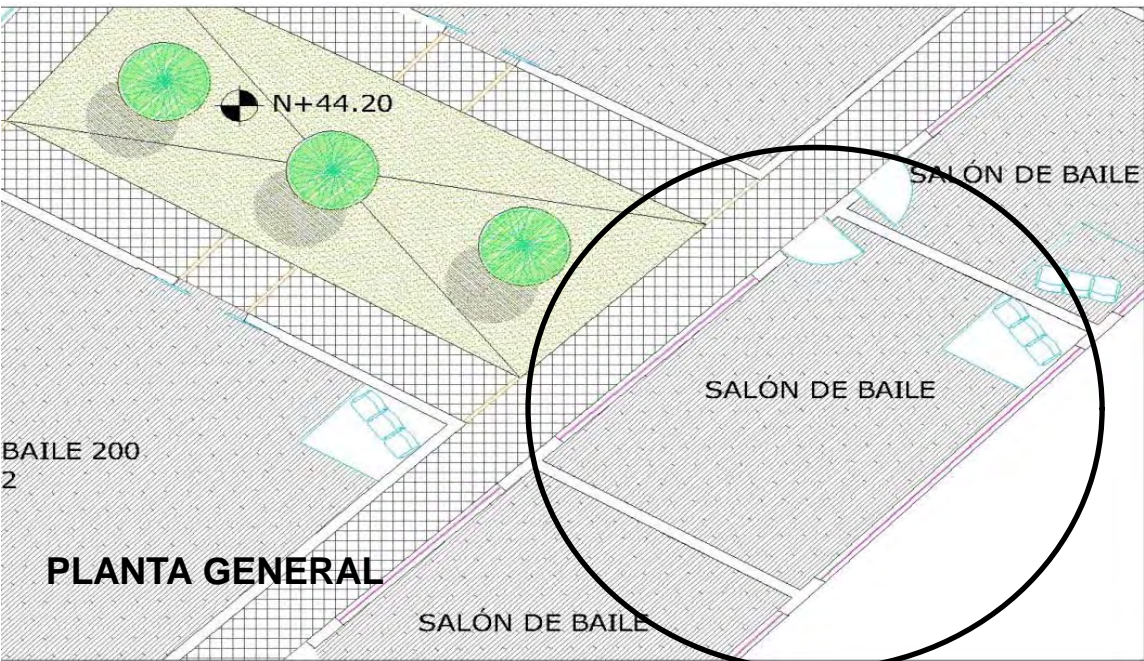 N+44.20
SALÓN DE BAILE
SALÓN DE BAILE
BAILE 200
2
PLANTA GENERAL
SALÓN DE BAILE